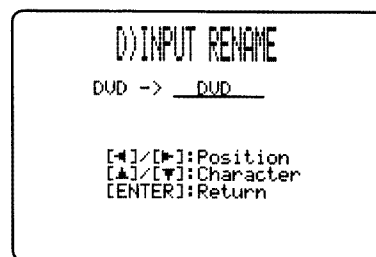 D)INPUT RENAME
DVD -> DVD
[◀]/[▶]:Position
[▲]/[▼]:Character
[ENTER]:Return